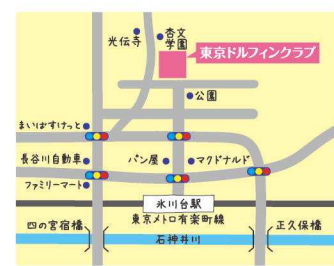 光伝寺
杏文
学園
東京ドルフィンクラブ
公園
まいばすけっと
長谷川自動車
パン屋
マクドナルド
ファミリーマート
氷川台駅
東京メトロ有楽町線
四の宮宿橋
石神井川
正久保橋